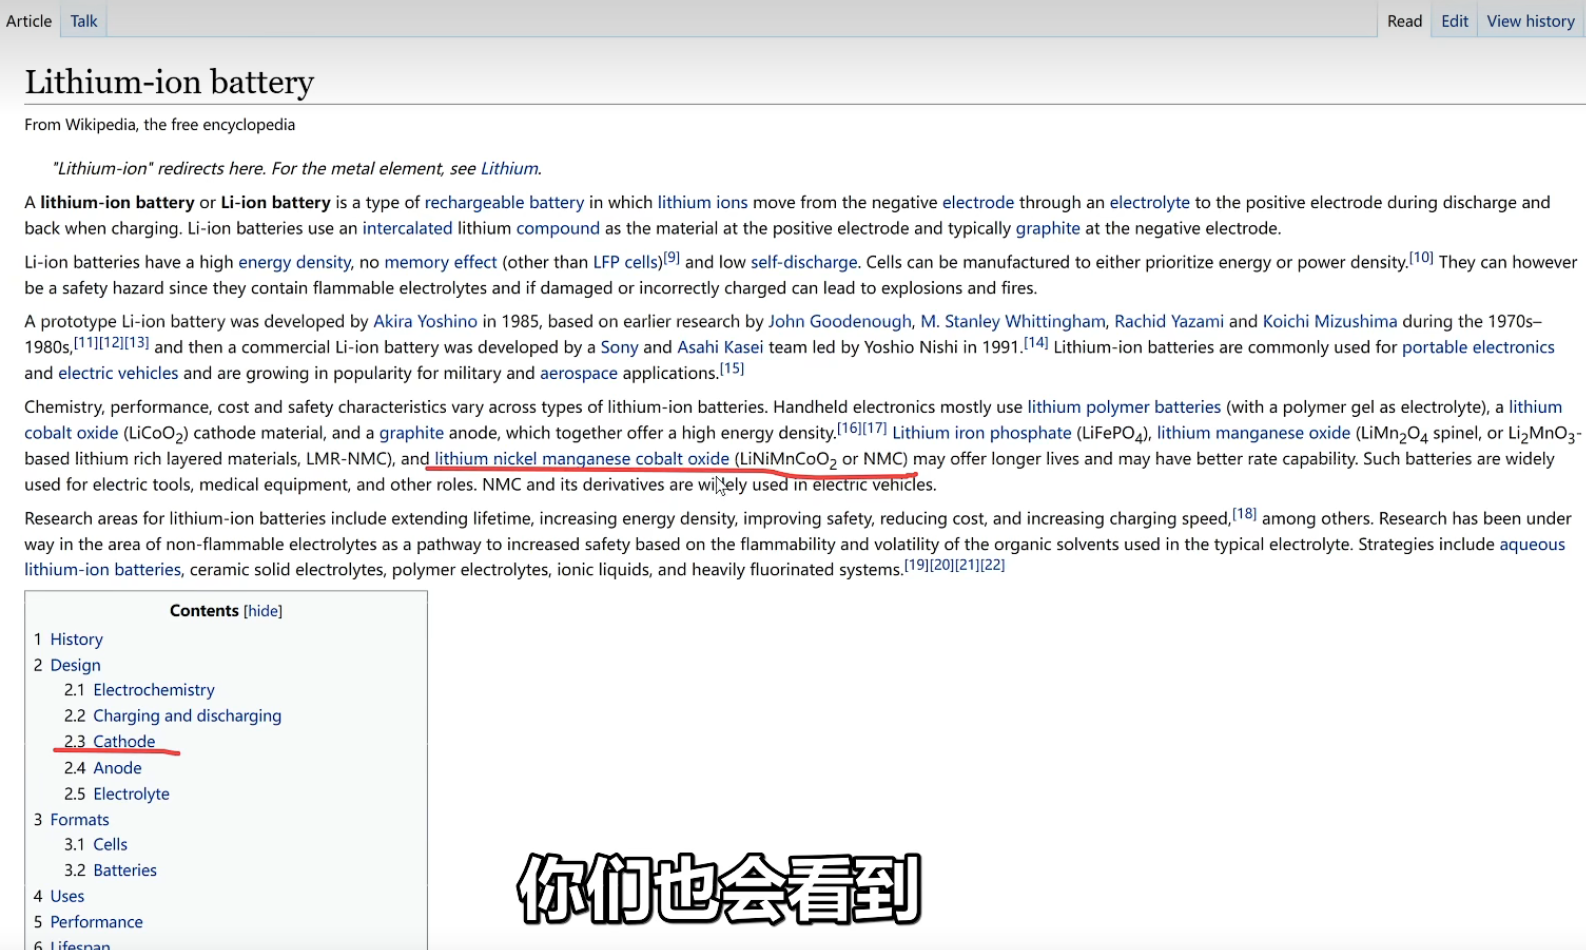 Article Talk Read Edit View history
Lithium-ion battery
From Wikipedia, the free encyclopedia
"Lithium-ion" redirects here. For the metal element, see Lithium.
A lithium-ion battery or Li-ion battery is a type of rechargeable battery in which lithium ions move from the negative electrode through an electrolyte to the positive electrode during discharge and
back when charging. Li-ion batteries use an intercalated lithium compound as the material at the positive electrode and typically graphite at the negative electrode.
Li-ion batteries have a high energy density, no memory effect (other than LFP cells)[9] and low self-discharge. Cells can be manufactured to either prioritize energy or power density.[10] They can however
be a safety hazard since they contain flammable electrolytes and if damaged or incorrectly charged can lead to explosions and fires.
A prototype Li-ion battery was developed by Akira Yoshino in 1985, based on earlier research by John Goodenough, M. Stanley Whittingham, Rachid Yazami and Koichi Mizushima during the 1970s–
1980s,[11][12][13] and then a commercial Li-ion battery was developed by a Sony and Asahi Kasei team led by Yoshio Nishi in 1991.[14] Lithium-ion batteries are commonly used for portable electronics
and electric vehicles and are growing in popularity for military and aerospace applications.[15]
Chemistry, performance, cost and safety characteristics vary across types of lithium-ion batteries. Handheld electronics mostly use lithium polymer batteries (with a polymer gel as electrolyte), a lithium
cobalt oxide (LiCoO2) cathode material, and a graphite anode, which together offer a high energy density.[16][17] Lithium iron phosphate (LiFePO4), lithium manganese oxide (LiMn2O4 spinel, or Li2MnO3-
based lithium rich layered materials, LMR-NMC), and lithium nickel manganese cobalt oxide (LiNiMnCoO2 or NMC) may offer longer lives and may have better rate capability. Such batteries are widely
used for electric tools, medical equipment, and other roles. NMC and its derivatives are widely used in electric vehicles.
Research areas for lithium-ion batteries include extending lifetime, increasing energy density, improving safety, reducing cost, and increasing charging speed,[18] among others. Research has been under
way in the area of non-flammable electrolytes as a pathway to increased safety based on the flammability and volatility of the organic solvents used in the typical electrolyte. Strategies include aqueous
lithium-ion batteries, ceramic solid electrolytes, polymer electrolytes, ionic liquids, and heavily fluorinated systems.[19][20][21][22]
Contents [hide]
1 History
2 Design
2.1 Electrochemistry
2.2 Charging and discharging
2.3 Cathode
2.4 Anode
2.5 Electrolyte
3 Formats
3.1 Cells
3.2 Batteries
4 Uses
5 Performance
6 Lifespan
你们也会看到